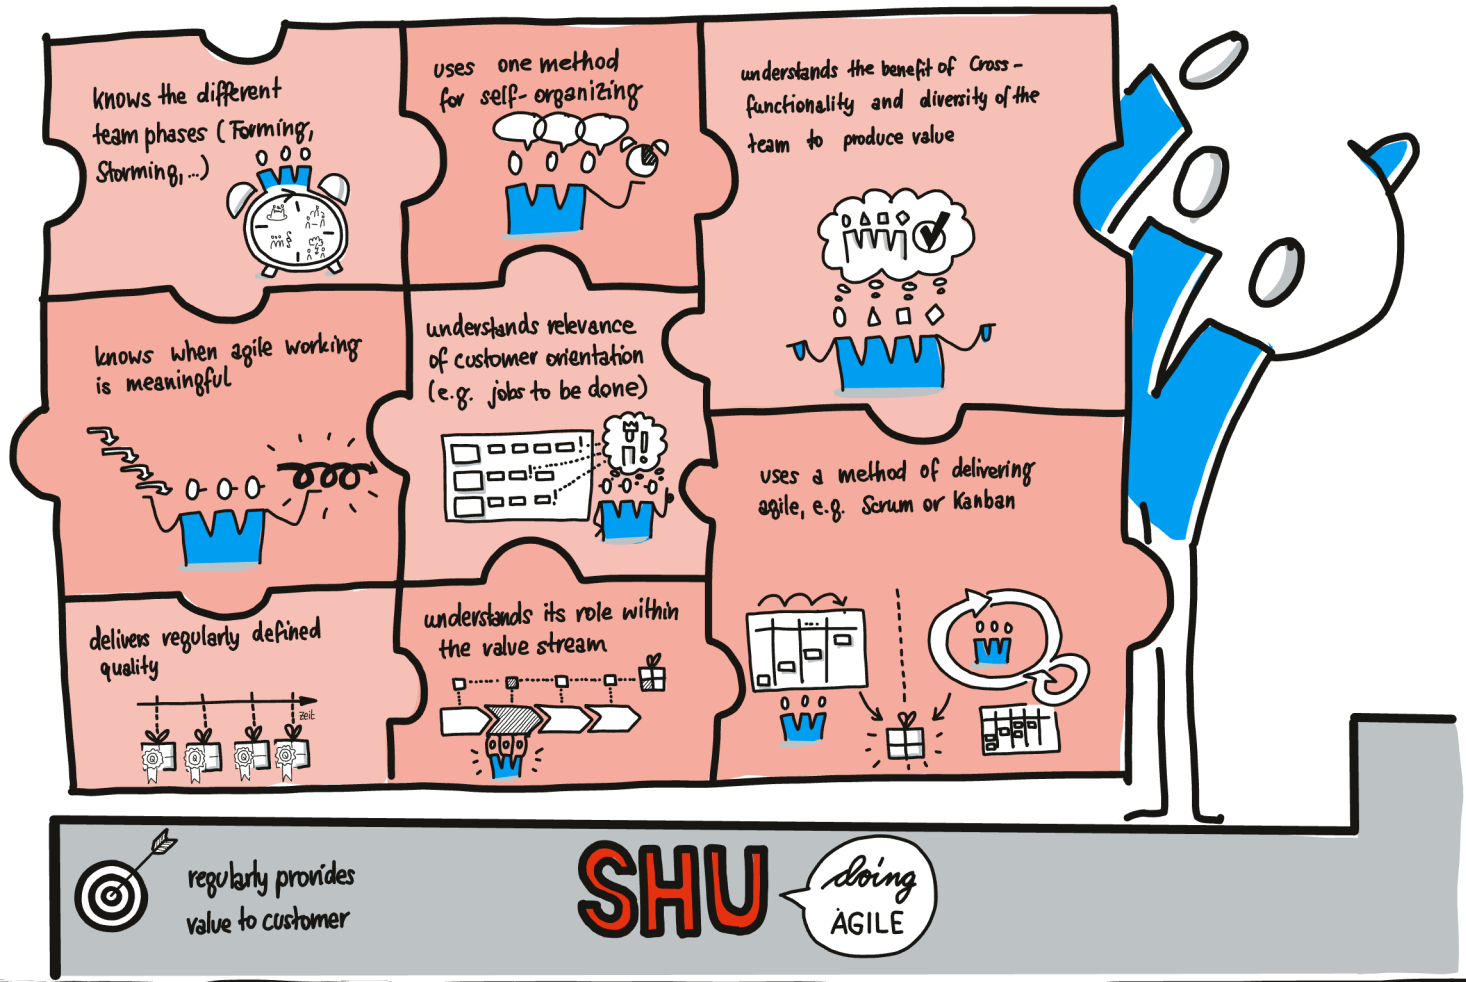 knows the different
team phases (Forming,
Storming,...)
uses one method
for self-organizing
understands the benefit of Cross-
functionality and diversity of the
team to produce value
knows when agile working
is meaningful
understands relevance
of customer orientation
(e.g. jobs to be done)
uses a method of delivering
agile, e.g. Scrum or Kanban
delivers regularly defined
quality
zeit
Q
Q
Q
Q
understands its role within
the value stream
regularly provides
value to customer
SHU
doing
AGILE